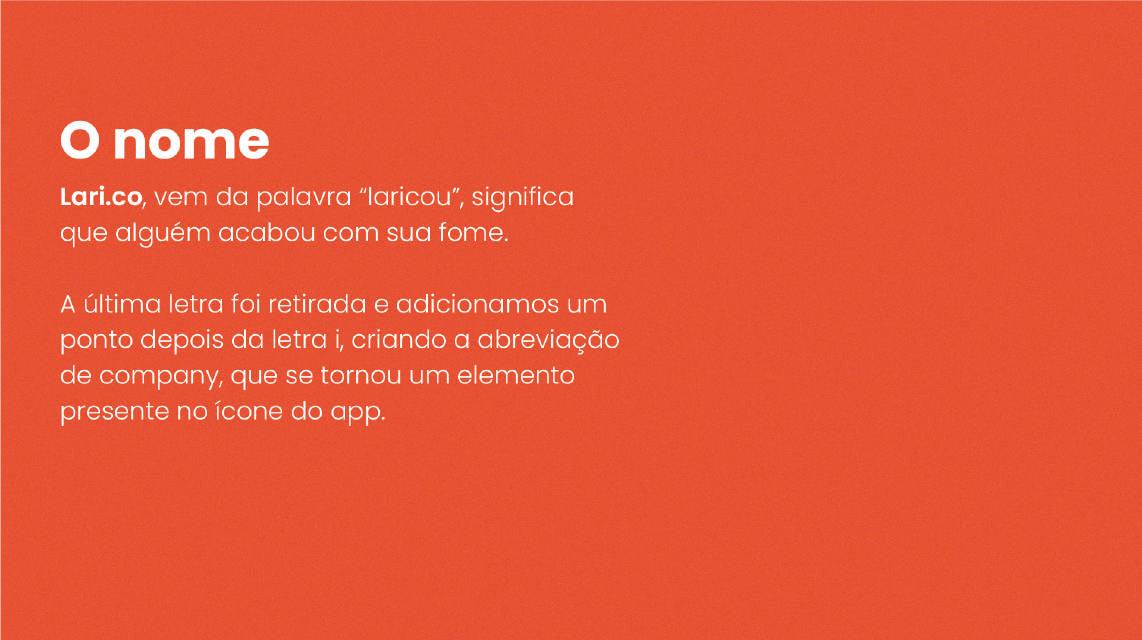 O nome
Lari.co, vem da palavra “laricou”, significa
que alguém acabou com sua fome.
A última letra foi retirada e adicionamos um
ponto depois da letra i, criando a abreviação
de company, que se tornou um elemento
presente no ícone do app.